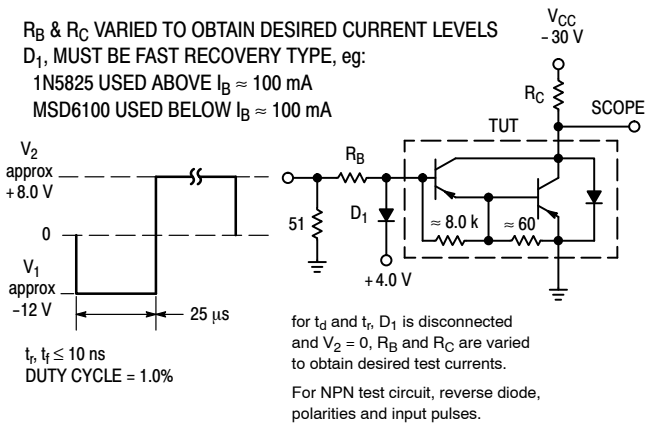 R_B & R_C VARIED TO OBTAIN DESIRED CURRENT LEVELS
D_1, MUST BE FAST RECOVERY TYPE, eg:
1N5825 USED ABOVE I_B ≈ 100 mA
MSD6100 USED BELOW I_B ≈ 100 mA
V_CC
- 30 V
R_C
SCOPE
TUT
V_2
approx
+ 8.0 V
0
V_1
approx
-12 V
25 μs
t_r, t_f ≤ 10 ns
DUTY CYCLE = 1.0%
R_B
51
D_1
+ 4.0 V
≈ 8.0 k
≈ 60
for t_d and t_r, D_1 is disconnected
and V_2 = 0, R_B and R_C are varied
to obtain desired test currents.
For NPN test circuit, reverse diode,
polarities and input pulses.